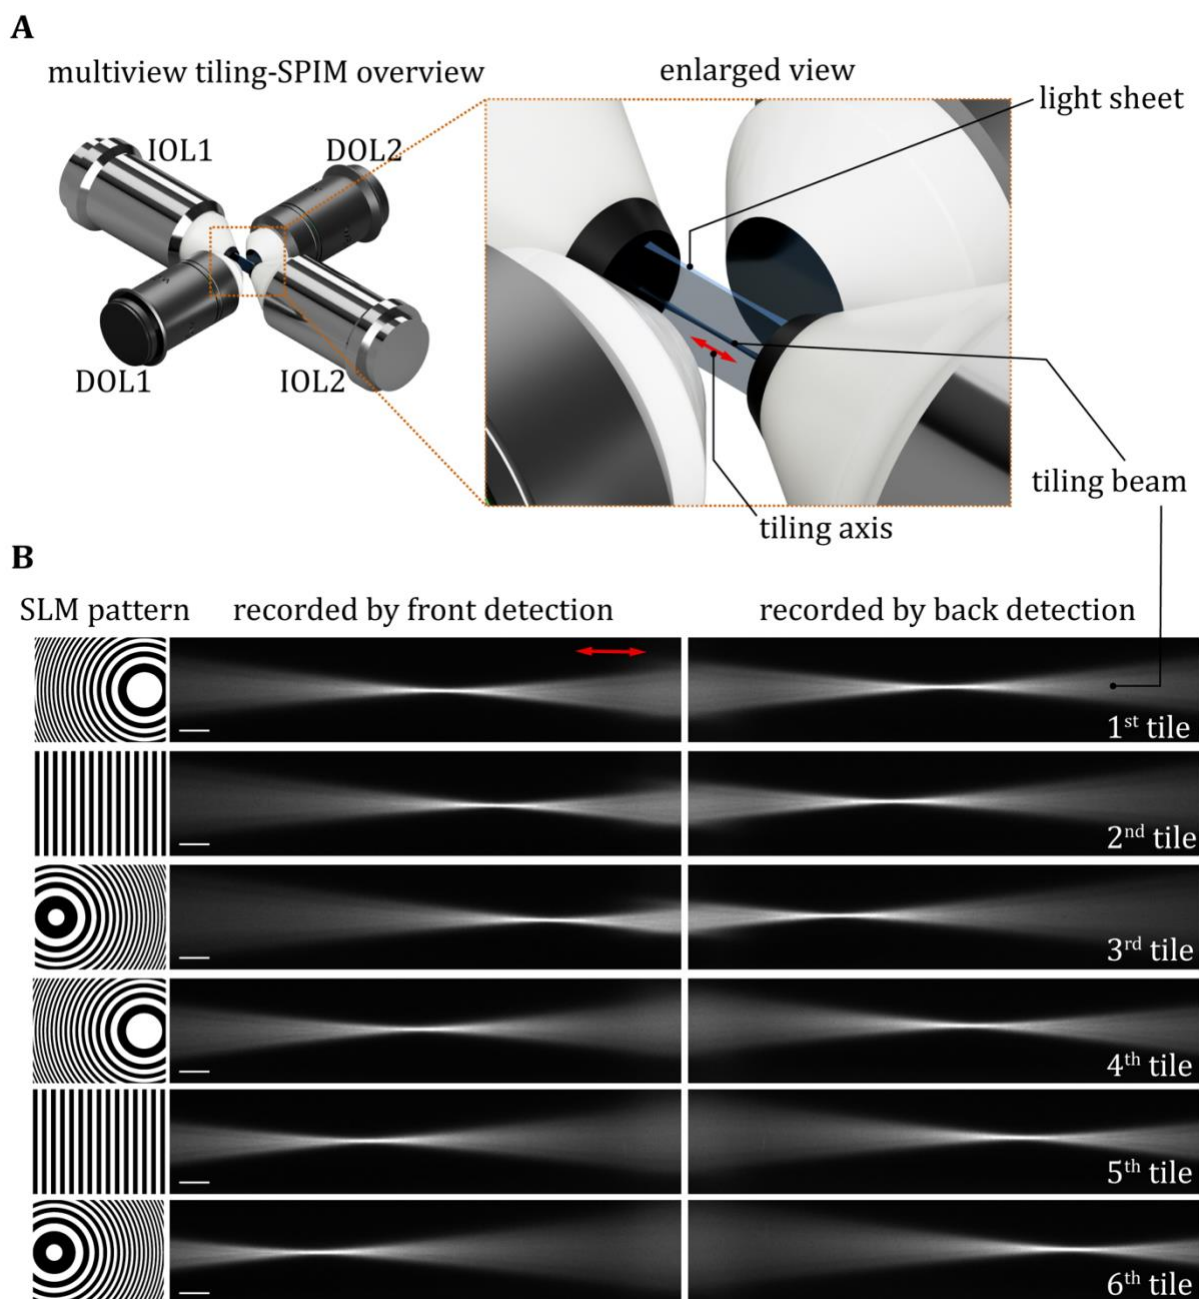 A
multiview tiling-SPIM overview
enlarged view
light sheet
IOL1
DOL2
DOL1
IOL2
tiling beam
tiling axis
B
SLM pattern
recorded by front detection
recorded by back detection
1st tile
2nd tile
3rd tile
4th tile
5th tile
6th tile